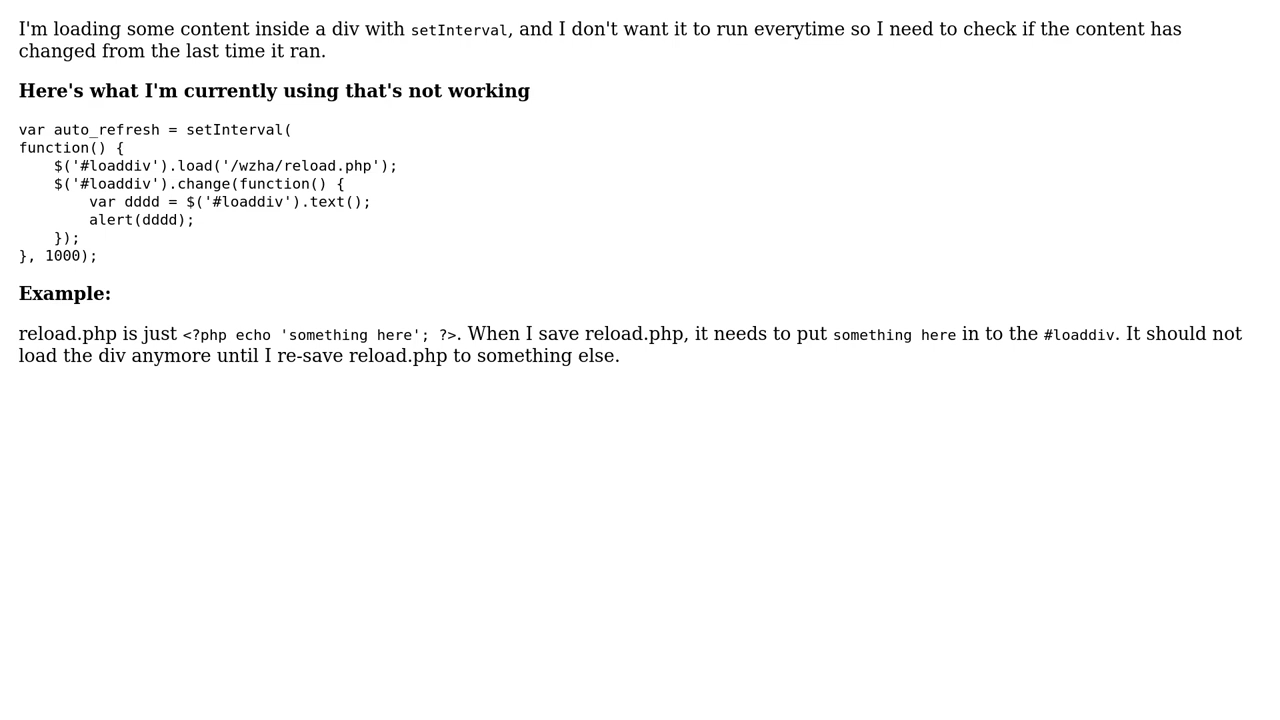 I'm loading some content inside a div with setInterval, and I don't want it to run everytime so I need to check if the content has
changed from the last time it ran.
Here's what I'm currently using that's not working
var auto_refresh = setInterval(
function() {
    $('#loaddiv').load('/wzha/reload.php');
    $('#loaddiv').change(function() {
        var dddd = $('#loaddiv').text();
        alert(dddd);
    });
}, 1000);
Example:
reload.php is just <?php echo 'something here'; ?>. When I save reload.php, it needs to put something here in to the #loaddiv. It should not
load the div anymore until I re-save reload.php to something else.